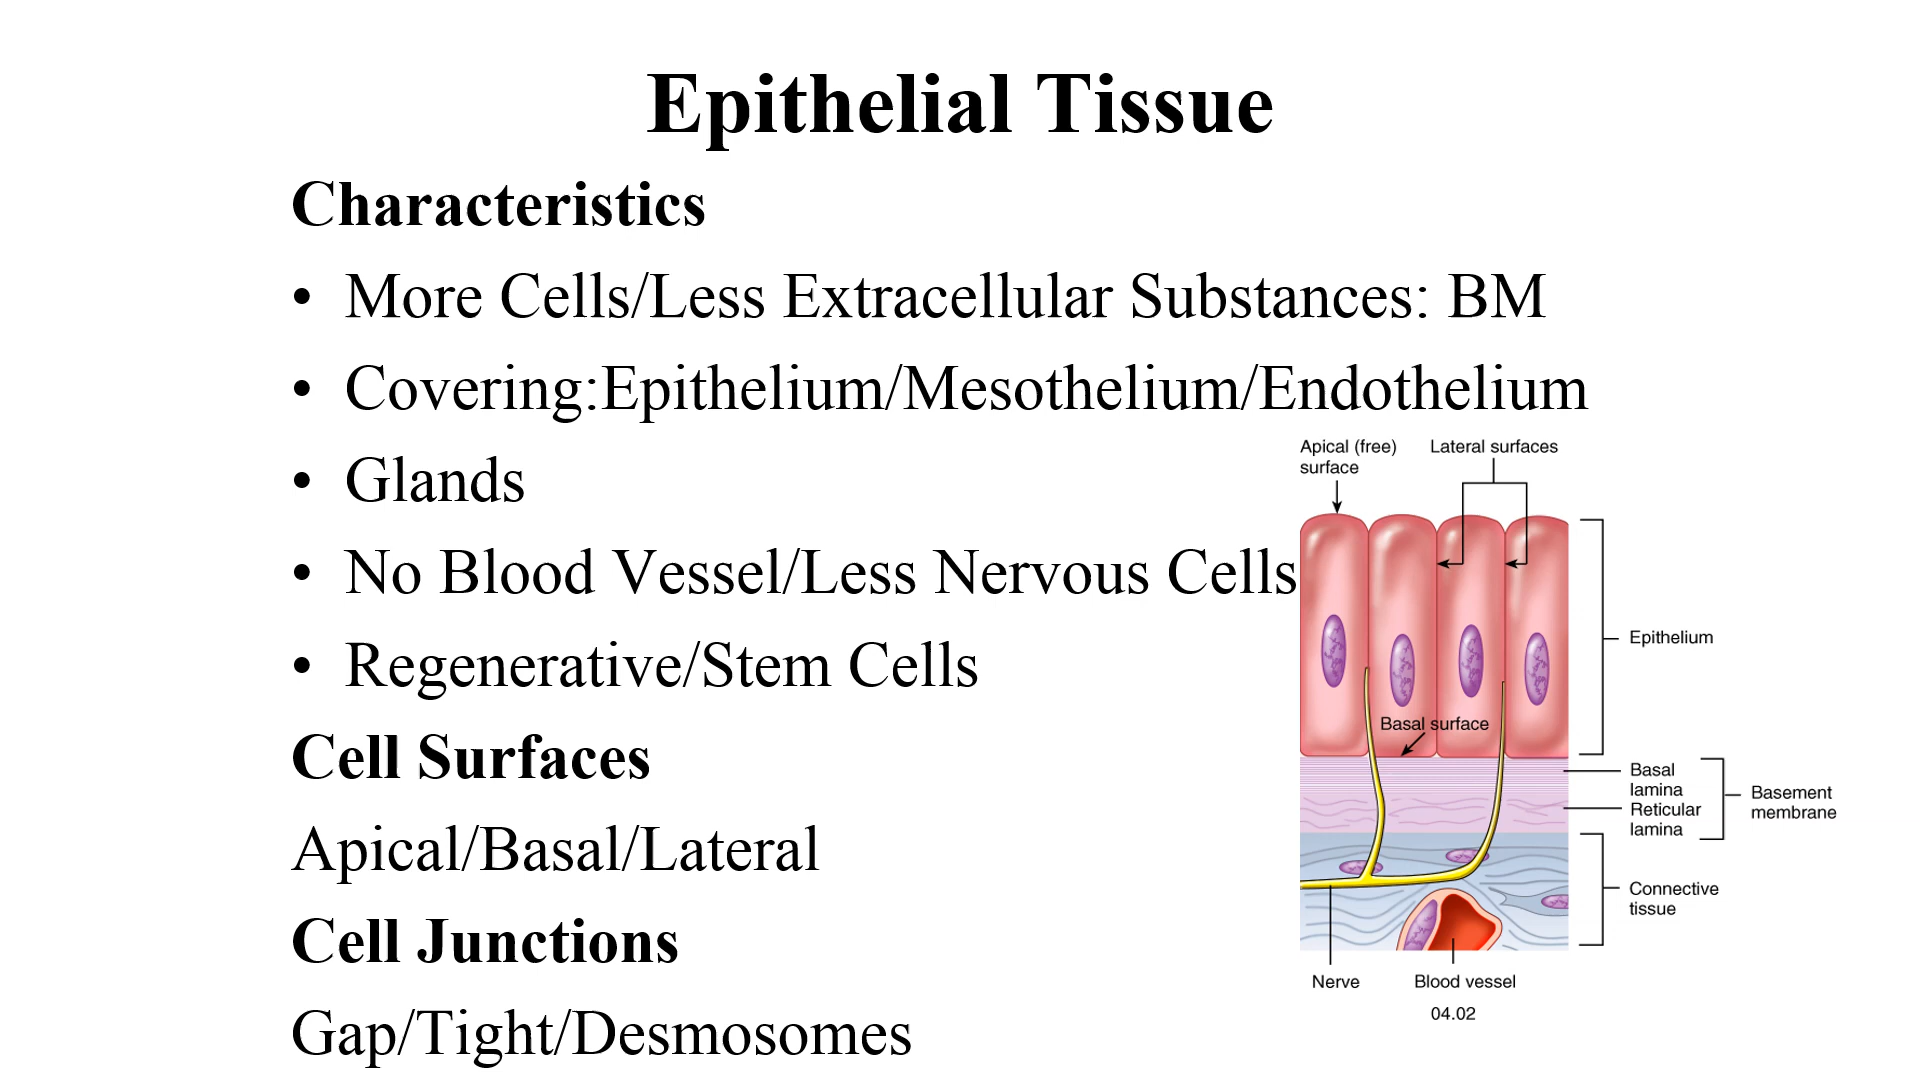 Epithelial Tissue
Characteristics
• More Cells/Less Extracellular Substances: BM
• Covering:Epithelium/Mesothelium/Endothelium
• Glands
• No Blood Vessel/Less Nervous Cells
• Regenerative/Stem Cells
Cell Surfaces
Apical/Basal/Lateral
Cell Junctions
Gap/Tight/Desmosomes
Apical (free)
surface
Lateral surfaces
Epithelium
Basal surface
Basal
lamina
Reticular
lamina
Basement
membrane
Connective
tissue
Nerve
Blood vessel
04.02